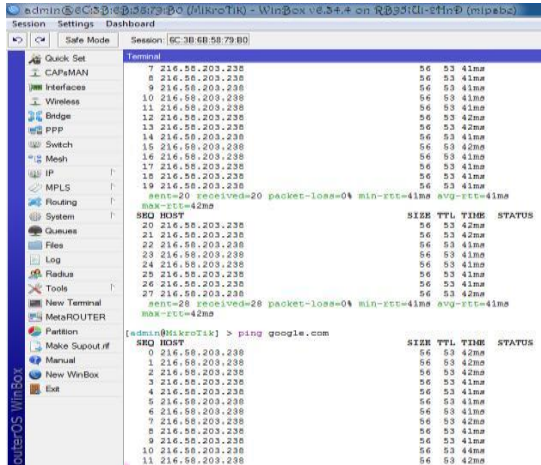 admin@6C:3B:6B:58:79:B0 (MikroTik) - WinBox v6.34.4 on RB951Ui-2HnD (mipsbe)
Session Settings Dashboard
Safe Mode Session: 6C:3B:6B:58:79:B0
Quick Set
CAPsMAN
Interfaces
Wireless
Bridge
PPP
Switch
Mesh
IP
MPLS
Routing
System
Queues
Files
Log
Radius
Tools
New Terminal
MetaROUTER
Partition
Make Supout.rif
Manual
New WinBox
Exit
RouterOS WinBox
Terminal
7 216.58.203.238 56 53 41ms
8 216.58.203.238 56 53 41ms
9 216.58.203.238 56 53 41ms
10 216.58.203.238 56 53 41ms
11 216.58.203.238 56 53 41ms
12 216.58.203.238 56 53 42ms
13 216.58.203.238 56 53 42ms
14 216.58.203.238 56 53 41ms
15 216.58.203.238 56 53 42ms
16 216.58.203.238 56 53 41ms
17 216.58.203.238 56 53 41ms
18 216.58.203.238 56 53 41ms
19 216.58.203.238 56 53 41ms
sent=20 received=20 packet-loss=0% min-rtt=41ms avg-rtt=41ms
max-rtt=42ms
SEQ HOST SIZE TTL TIME STATUS
20 216.58.203.238 56 53 42ms
21 216.58.203.238 56 53 42ms
22 216.58.203.238 56 53 41ms
23 216.58.203.238 56 53 41ms
24 216.58.203.238 56 53 41ms
25 216.58.203.238 56 53 41ms
26 216.58.203.238 56 53 41ms
27 216.58.203.238 56 53 42ms
sent=28 received=28 packet-loss=0% min-rtt=41ms avg-rtt=41ms
max-rtt=42ms
[admin@MikroTik] > ping google.com
SEQ HOST SIZE TTL TIME STATUS
0 216.58.203.238 56 53 42ms
1 216.58.203.238 56 53 42ms
2 216.58.203.238 56 53 42ms
3 216.58.203.238 56 53 41ms
4 216.58.203.238 56 53 41ms
5 216.58.203.238 56 53 41ms
6 216.58.203.238 56 53 42ms
7 216.58.203.238 56 53 42ms
8 216.58.203.238 56 53 41ms
9 216.58.203.238 56 53 41ms
10 216.58.203.238 56 53 44ms
11 216.58.203.238 56 53 42ms